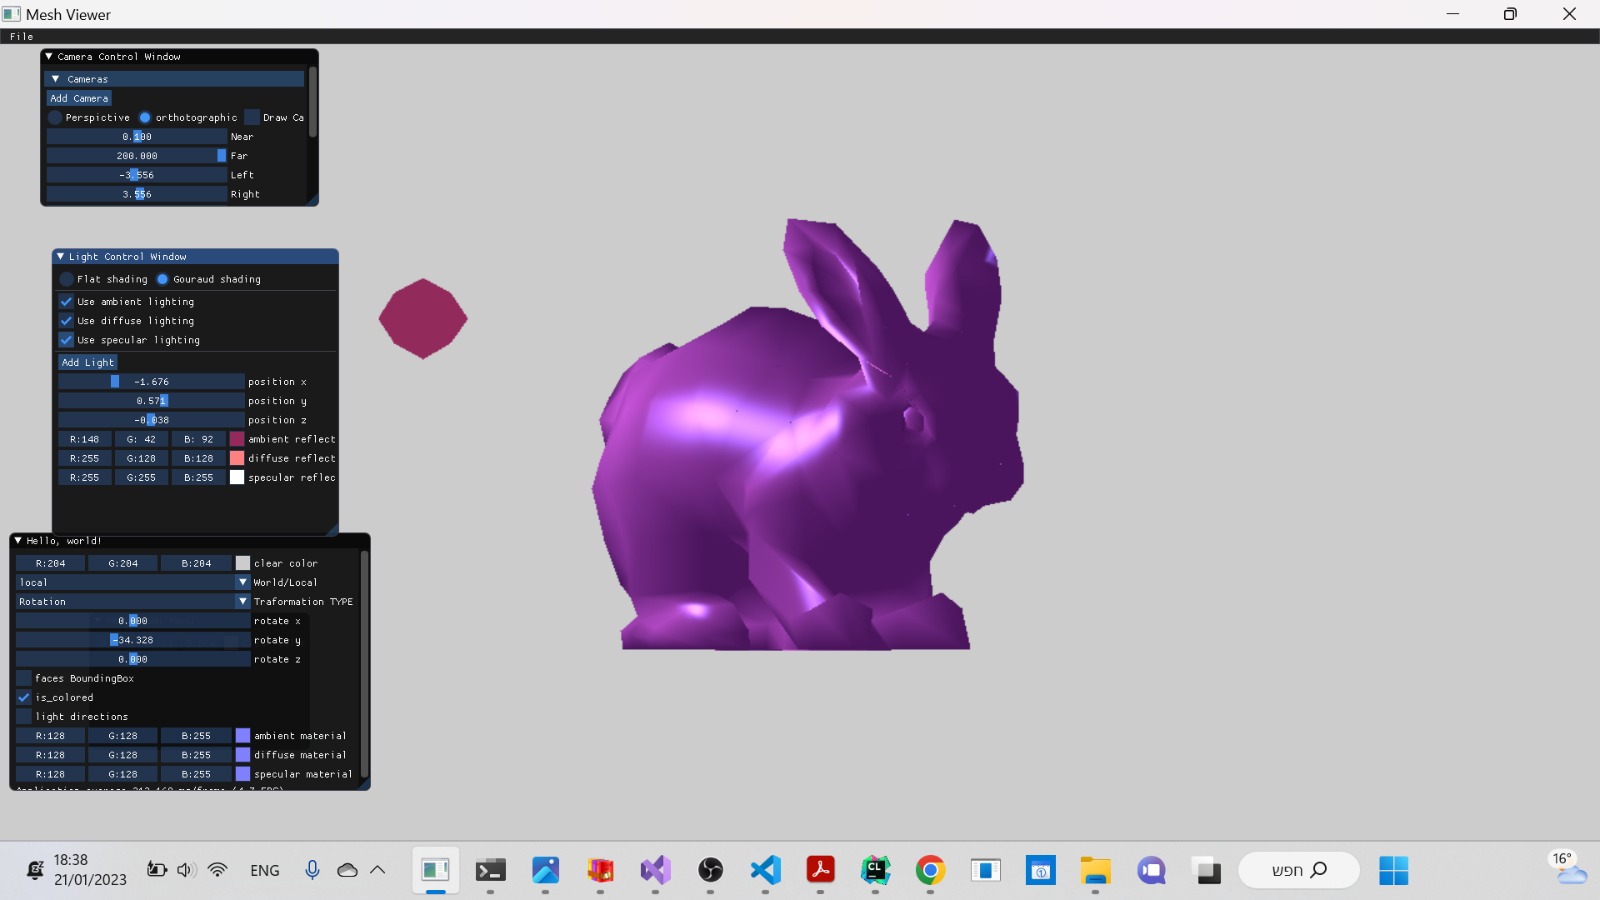 Mesh Viewer
File
Camera Control Window
Cameras
Add Camera
Perspictive orthotographic Draw Ca
0.100 Near
200.000 Far
-3.556 Left
3.556 Right
Light Control Window
Flat shading Gouraud shading
Use ambient lighting
Use diffuse lighting
Use specular lighting
Add Light
-1.676 position x
0.571 position y
-0.038 position z
R:148 G: 42 B: 92 ambient reflect
R:255 G:128 B:128 diffuse reflect
R:255 G:255 B:255 specular reflec
Hello, world!
R:204 G:204 B:204 clear color
local World/Local
Rotation Traformation TYPE
0.000 rotate x
-34.328 rotate y
0.000 rotate z
faces BoundingBox
is_colored
light directions
R:128 G:128 B:255 ambient material
R:128 G:128 B:255 diffuse material
R:128 G:128 B:255 specular material
Application average
18:38
21/01/2023
ENG
CL
חפש
16°